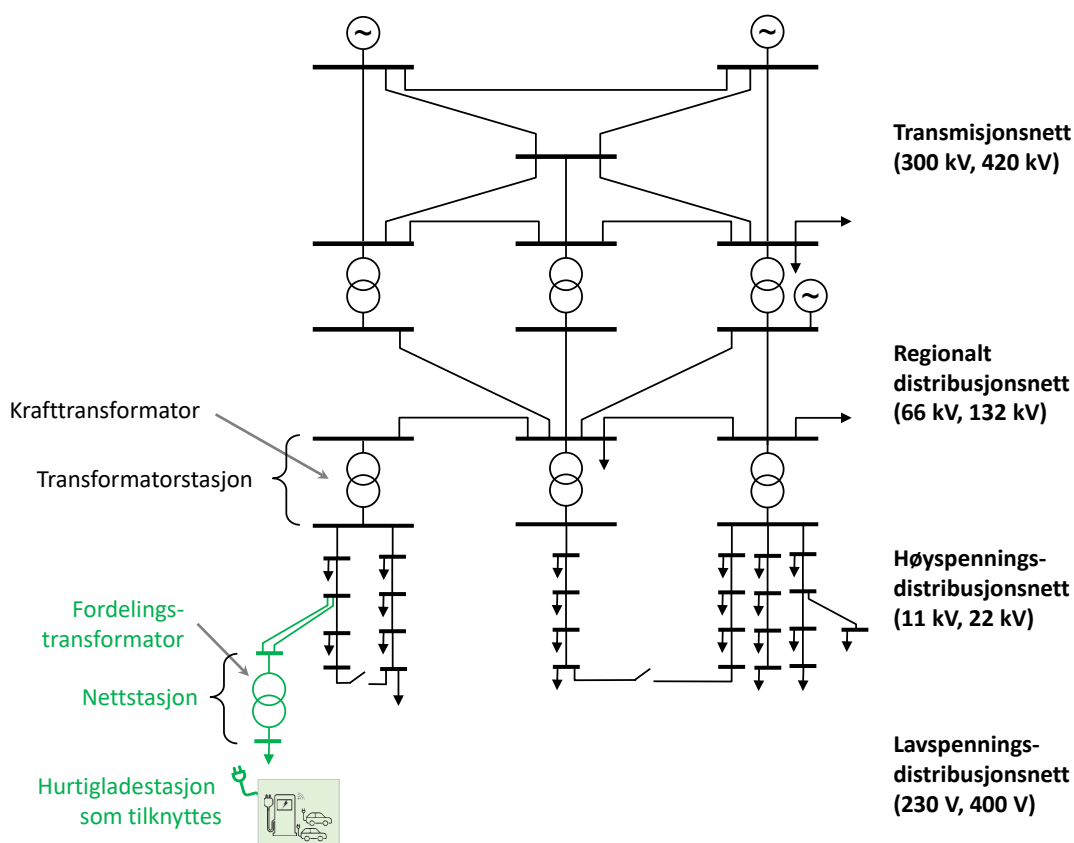 ~
~
Transmisjonsnett
(300 kV, 420 kV)
~
Regionalt
distribusjonsnett
(66 kV, 132 kV)
Krafttransformator
Transformatorstasjon
Høyspennings-
distribusjonsnett
(11 kV, 22 kV)
Fordelings-
transformator
Nettstasjon
Lavspennings-
distribusjonsnett
(230 V, 400 V)
Hurtigladestasjon
som tilknyttes